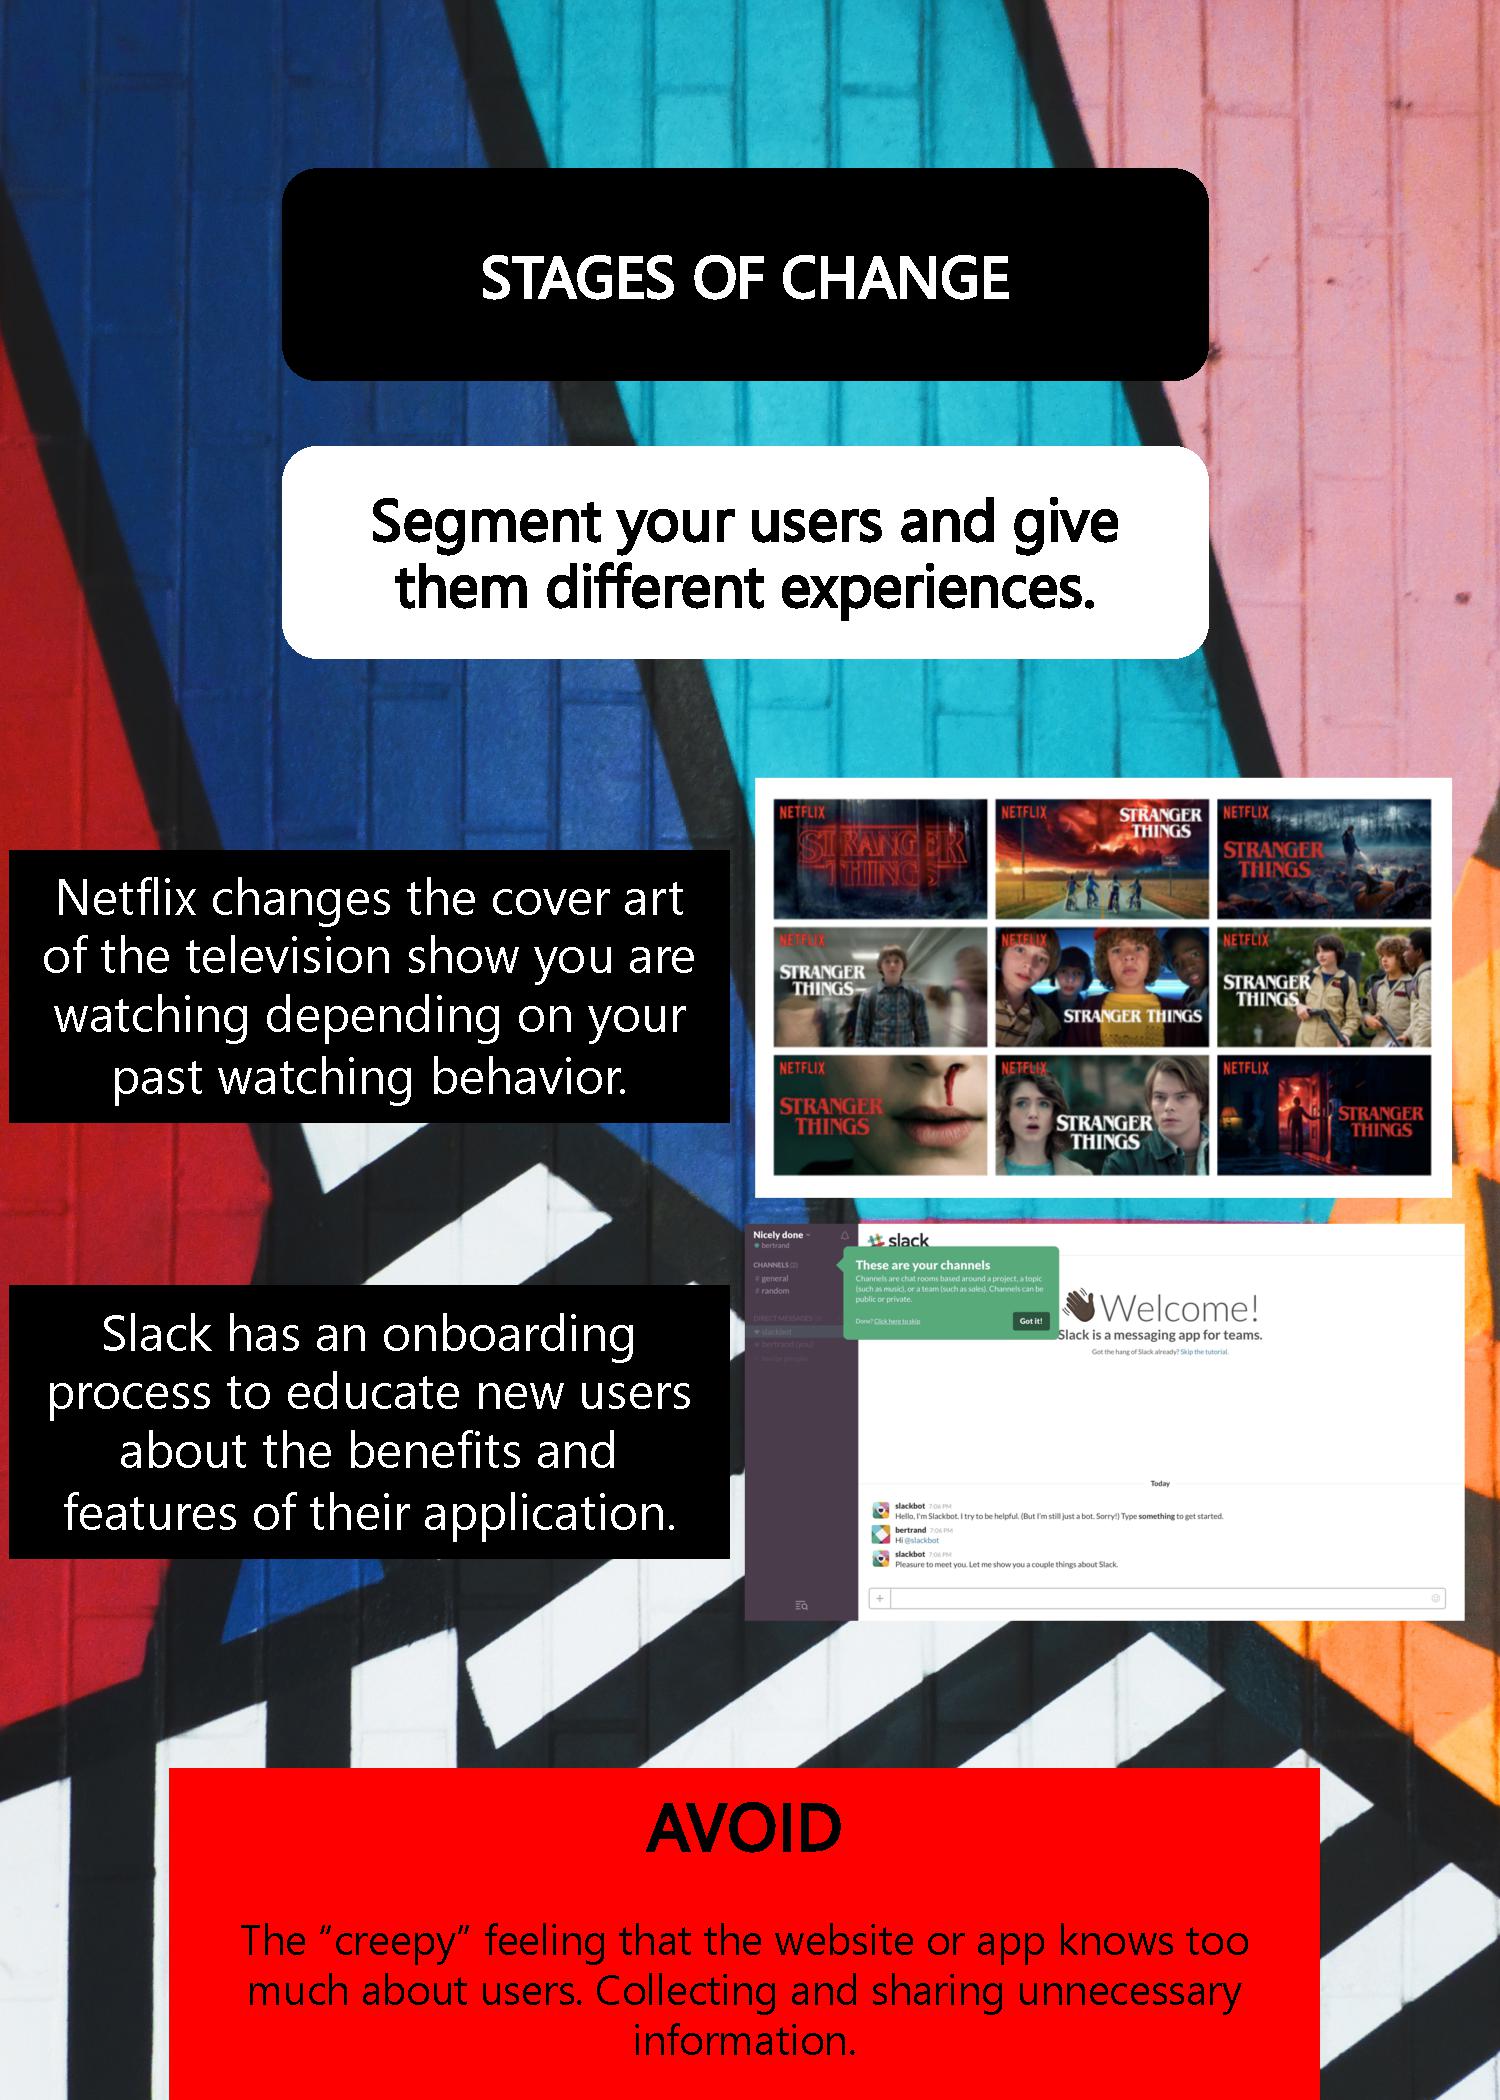 STAGES OF CHANGE
Segment your users and give
them different experiences.
Netflix changes the cover art
of the television show you are
watching depending on your
past watching behavior.
NETFLIX
STRANGER
THINGS
NETFLIX
STRANGER
THINGS
NETFLIX
STRANGER
THINGS
NETFLIX
STRANGER
THINGS
NETFLIX
STRANGER THINGS
NETFLIX
STRANGER
THINGS
NETFLIX
STRANGER
THINGS
NETFLIX
STRANGER
THINGS
NETFLIX
STRANGER
THINGS
Slack has an onboarding
process to educate new users
about the benefits and
features of their application.
Nicely done
bertrand
CHANNELS (2)
# general
# random
DIRECT MESSAGES
slackbot
bertrand (you)
slack
These are your channels
Channels are chat rooms based around a project, a topic
(such as music), or a team (such as sales). Channels can be
public or private.
Done? Click here to skip
Got it!
Welcome!
Slack is a messaging app for teams.
Got the hang of Slack already? Skip the tutorial.
Today
slackbot 7:06 PM
Hello, I'm Slackbot. I try to be helpful. (But I'm still just a bot. Sorry!) Type something to get started.
bertrand 7:06 PM
Hi @slackbot
slackbot 7:06 PM
Pleasure to meet you. Let me show you a couple things about Slack.
AVOID
The “creepy” feeling that the website or app knows too
much about users. Collecting and sharing unnecessary
information.